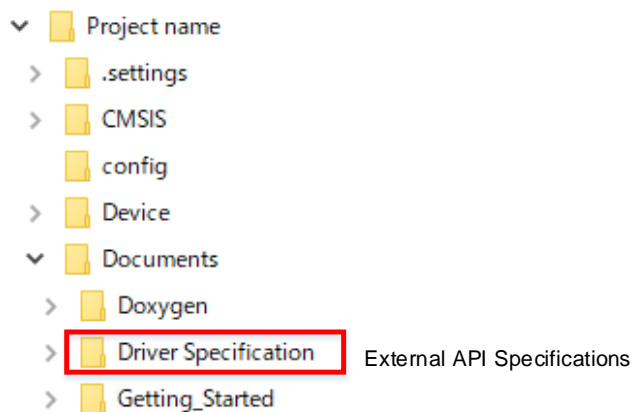 Project name
.settings
CMSIS
config
Device
Documents
Doxygen
Driver Specification External API Specifications
Getting_Started